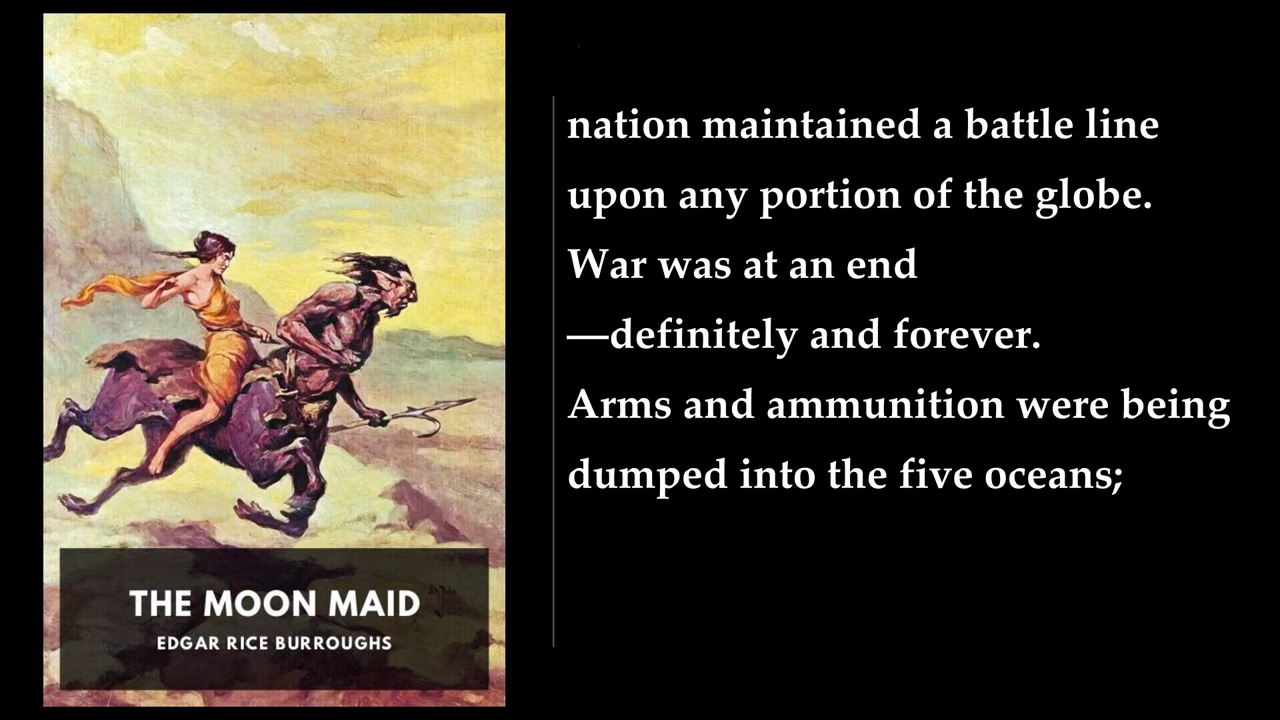 nation maintained a battle line
upon any portion of the globe.
War was at an end
—definitely and forever.
Arms and ammunition were being
dumped into the five oceans;
THE MOON MAID
EDGAR RICE BURROUGHS